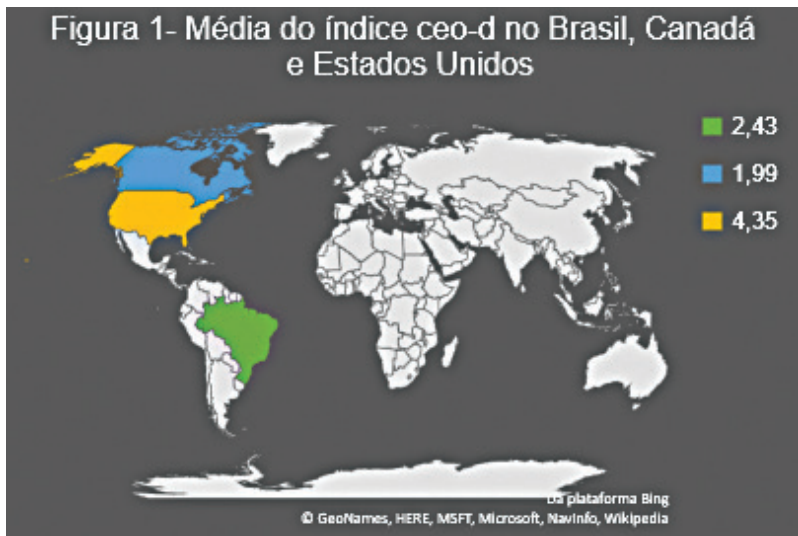 Figura 1- Média do índice ceo-d no Brasil, Canadá
e Estados Unidos
2,43
1,99
4,35
Da plataforma Bing
© GeoNames, HERE, MSFT, Microsoft, NavInfo, Wikipedia